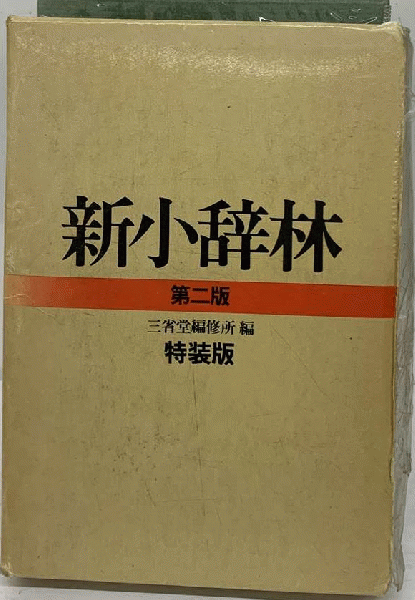 新小辞林
第二版
三省堂編修所 編
特装版